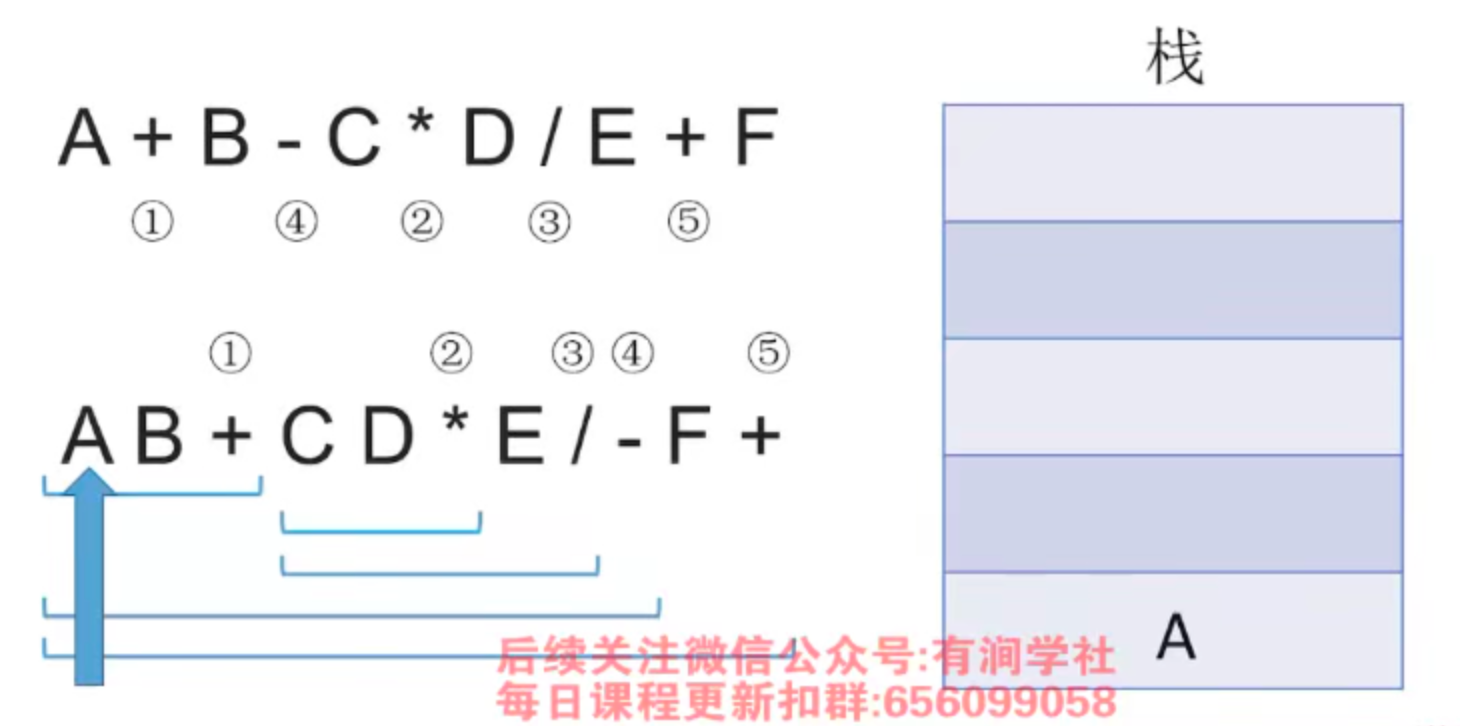 栈
A + B - C * D / E + F
① ④ ② ③ ⑤
① ② ③ ④ ⑤
A B + C D * E / - F +
A
后续关注微信公众号:有涧学社
每日课程更新扣群:656099058